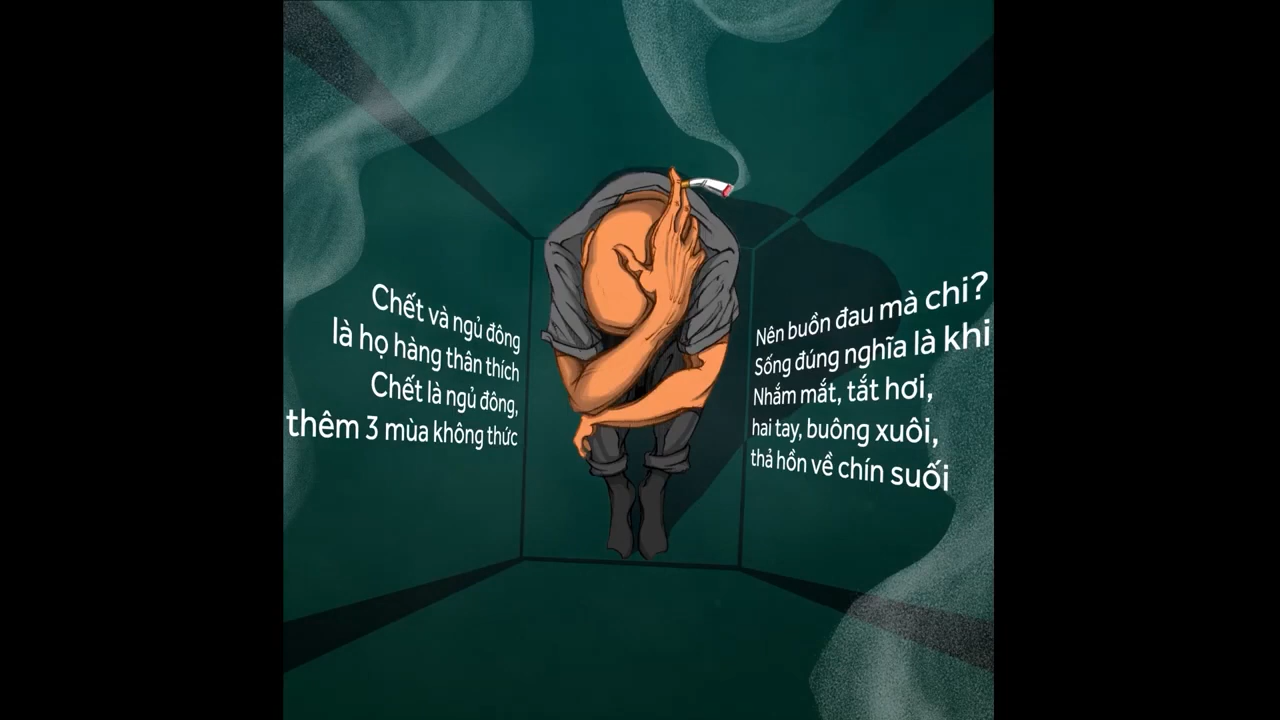 Chết và ngủ đông
là họ hàng thân thích
Chết là ngủ đông,
thêm 3 mùa không thức
Nên buồn đau mà chi?
Sống đúng nghĩa là khi
Nhắm mắt, tắt hơi,
hai tay, buông xuôi,
thả hồn về chín suối